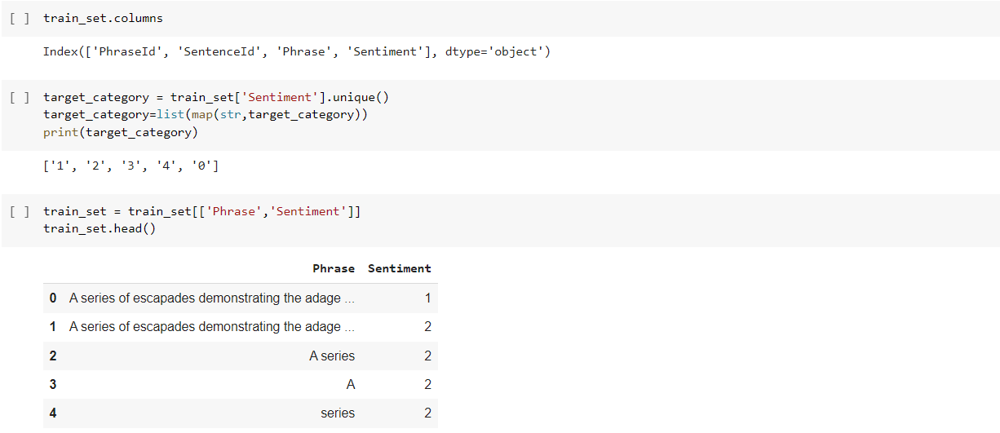 [ ] train_set.columns
Index(['PhraseId', 'SentenceId', 'Phrase', 'Sentiment'], dtype='object')
[ ] target_category = train_set['Sentiment'].unique()
target_category=list(map(str,target_category))
print(target_category)
['1', '2', '3', '4', '0']
[ ] train_set = train_set[['Phrase','Sentiment']]
train_set.head()
Phrase Sentiment
0 A series of escapades demonstrating the adage ... 1
1 A series of escapades demonstrating the adage ... 2
2 A series 2
3 A 2
4 series 2